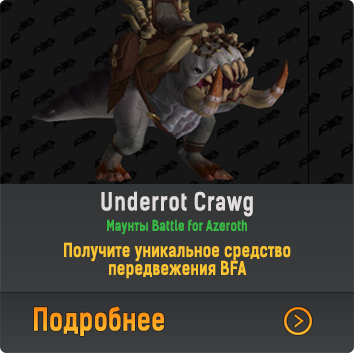 Underrot Crawg
Маунты Battle for Azeroth
Получите уникальное средство
передвежения BFA
Подробнее